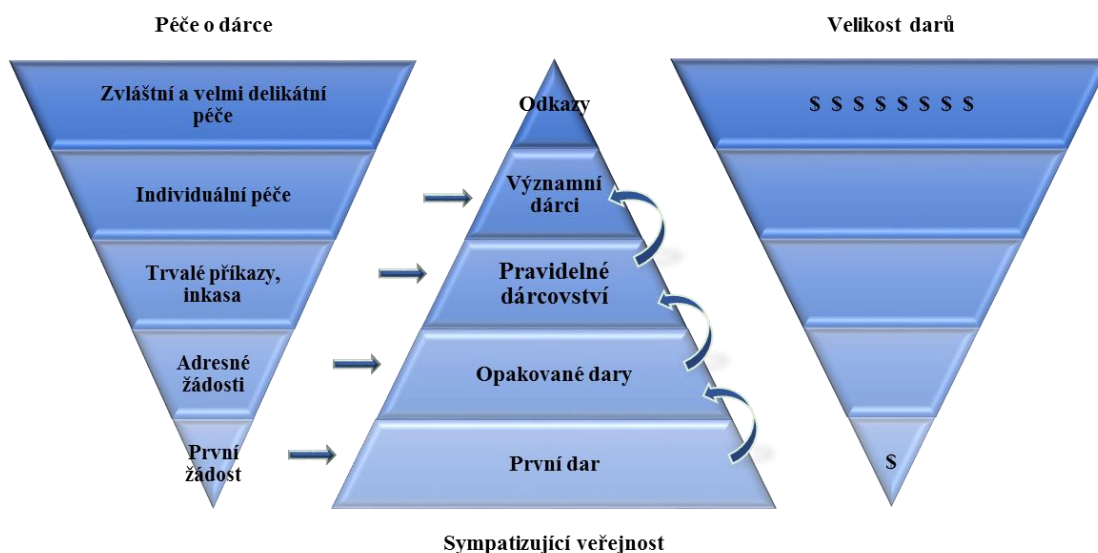 Péče o dárce
Velikost darů
Zvláštní a velmi delikátní
péče
Individuální péče
Trvalé příkazy,
inkasa
Adresné
žádosti
První
žádost
Odkazy
Významní
dárci
Pravidelné
dárcovství
Opakované dary
První dar
$ $ $ $ $ $ $ $
$
Sympatizující veřejnost